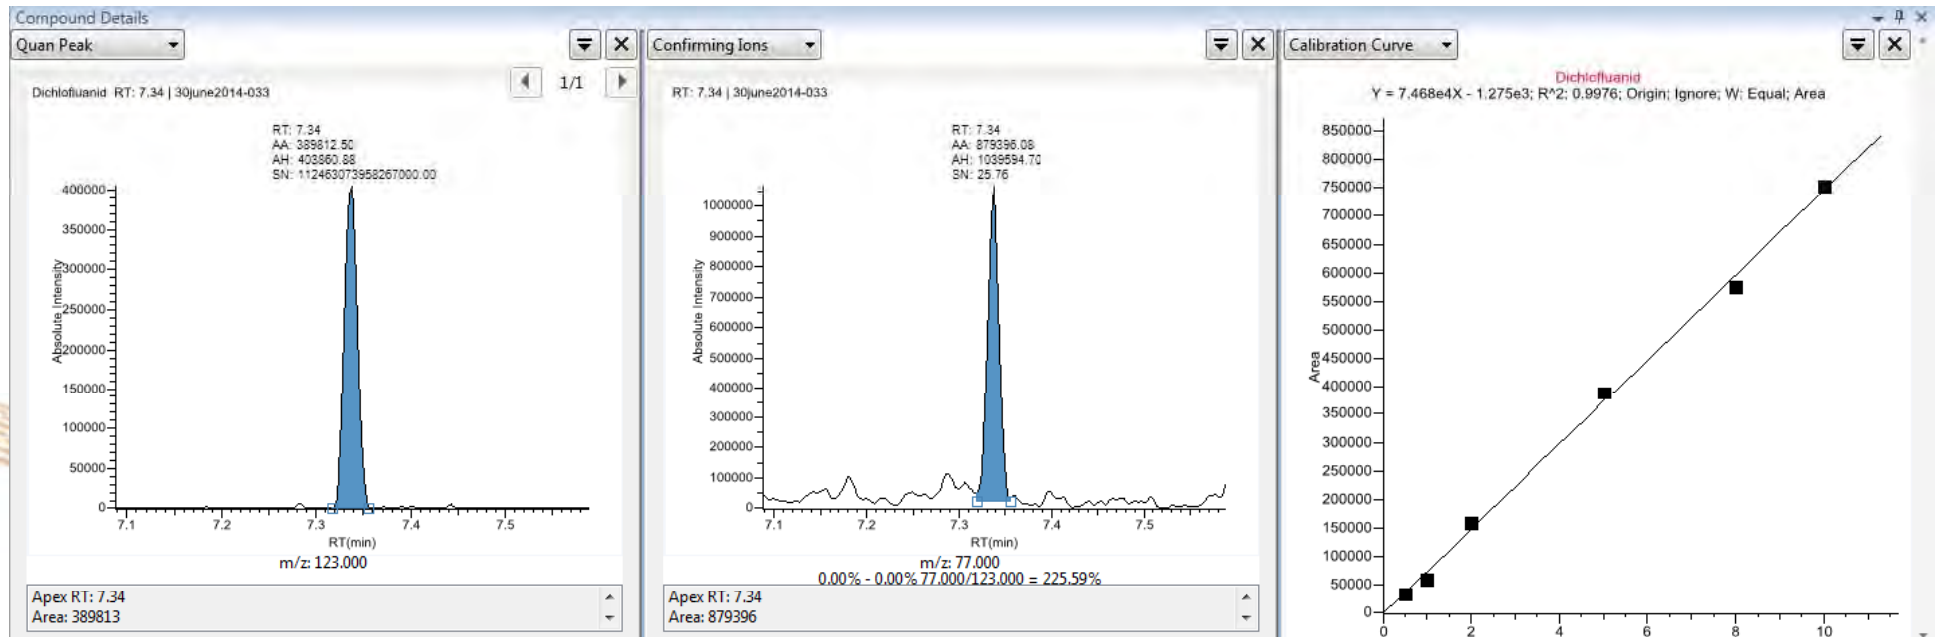 Compound Details
Quan Peak
1/1
Dichlofluanid RT: 7.34 | 30june2014-033
RT: 7.34
AA: 389812.50
AH: 403860.88
SN: 112463073958267000.00
400000
350000
300000
250000
200000
150000
100000
50000
0
Absolute Intensity
7.1 7.2 7.3 7.4 7.5
RT(min)
m/z: 123.000
Apex RT: 7.34
Area: 389813
Confirming Ions
RT: 7.34 | 30june2014-033
RT: 7.34
AA: 879396.08
AH: 1039594.70
SN: 25.76
1000000
900000
800000
700000
600000
500000
400000
300000
200000
100000
0
Absolute Intensity
7.1 7.2 7.3 7.4 7.5
RT(min)
m/z: 77.000
0.00% - 0.00% 77.000/123.000 = 225.59%
Apex RT: 7.34
Area: 879396
Calibration Curve
Dichlofluanid
Y = 7.468e4X - 1.275e3; R^2: 0.9976; Origin: Ignore; W: Equal; Area
850000
800000
750000
700000
650000
600000
550000
500000
450000
400000
350000
300000
250000
200000
150000
100000
50000
0
Area
0 2 4 6 8 10